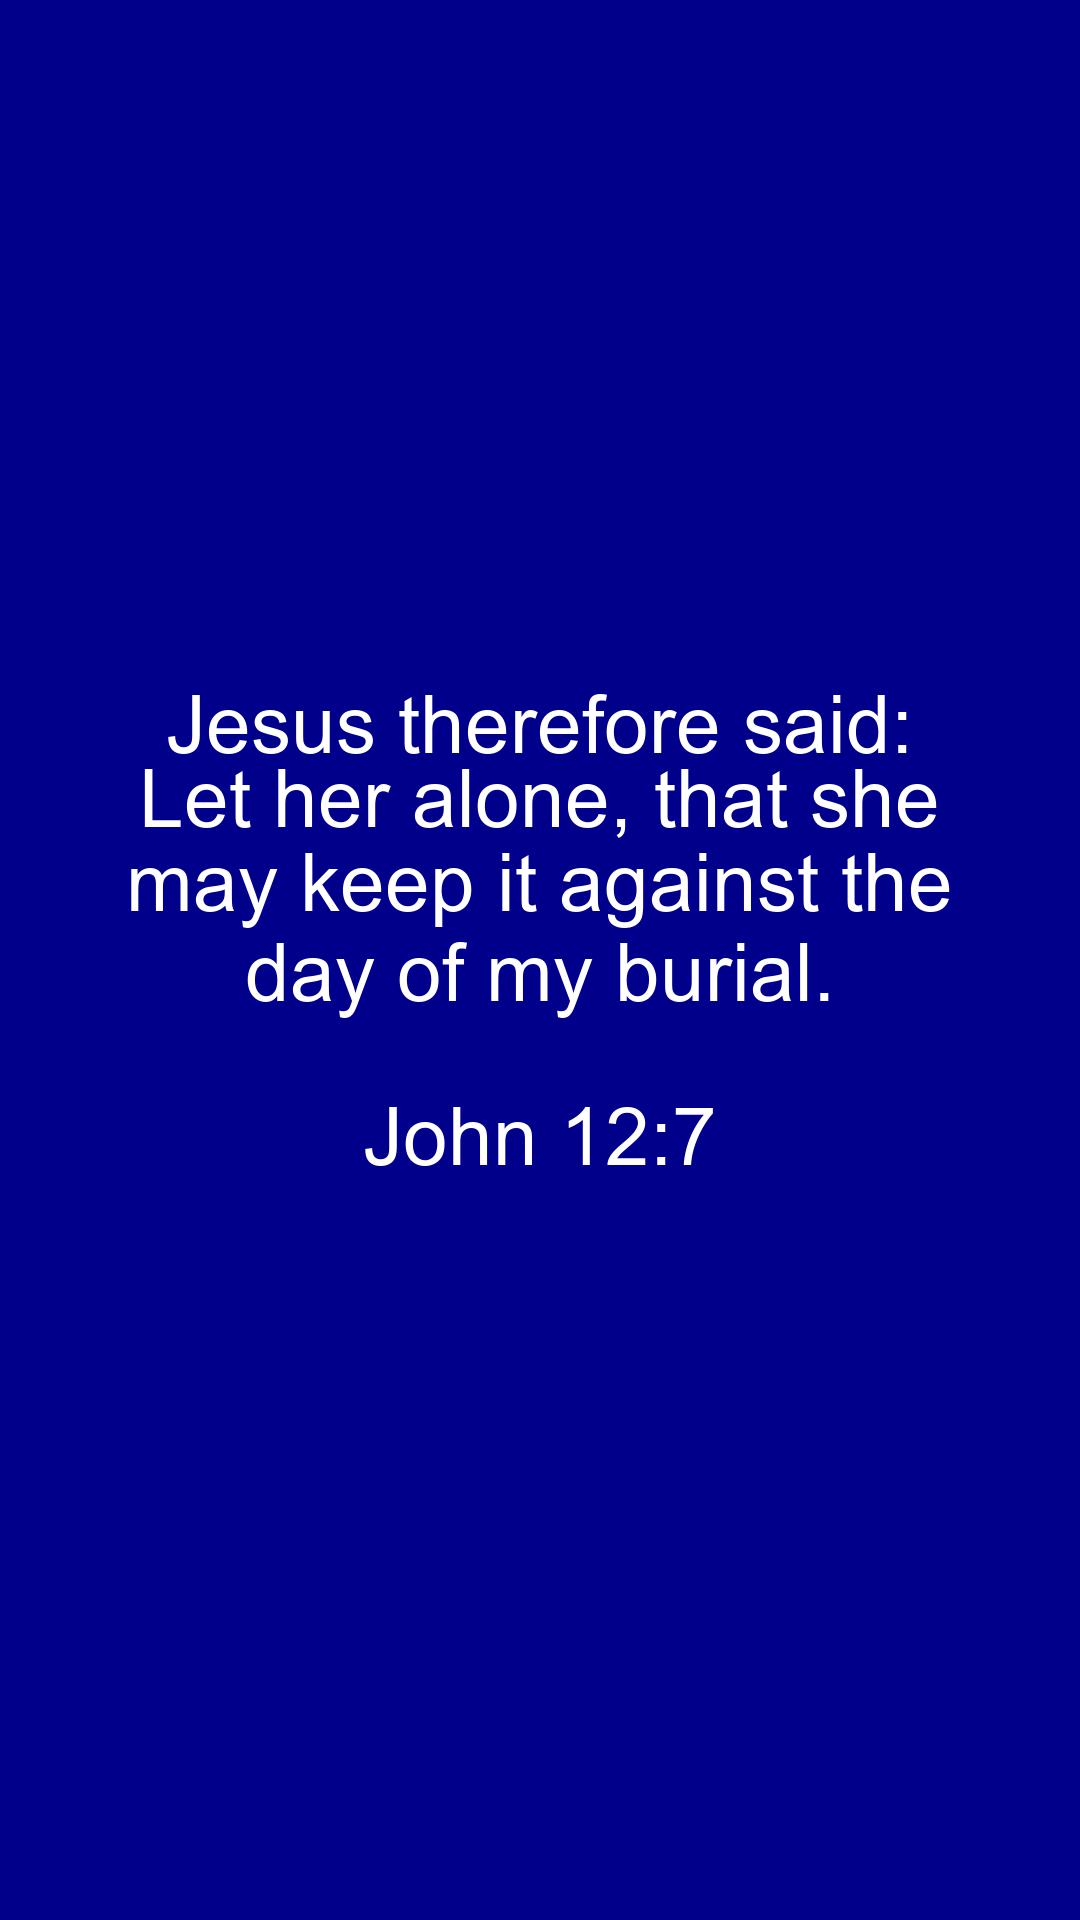 Jesus therefore said:
Let her alone, that she
may keep it against the
day of my burial.
John 12:7